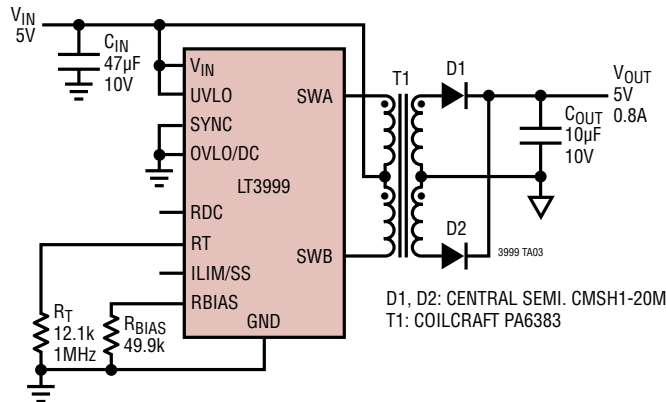 VIN
5V
CIN
47µF
10V
VIN
UVLO
SYNC
OVLO/DC
LT3999
RDC
RT
ILIM/SS
RBIAS
GND
SWA
SWB
T1
D1
D2
VOUT
5V
0.8A
COUT
10µF
10V
3999 TA03
RT
12.1k
1MHz
RBIAS
49.9k
D1, D2: CENTRAL SEMI. CMSH1-20M
T1: COILCRAFT PA6383